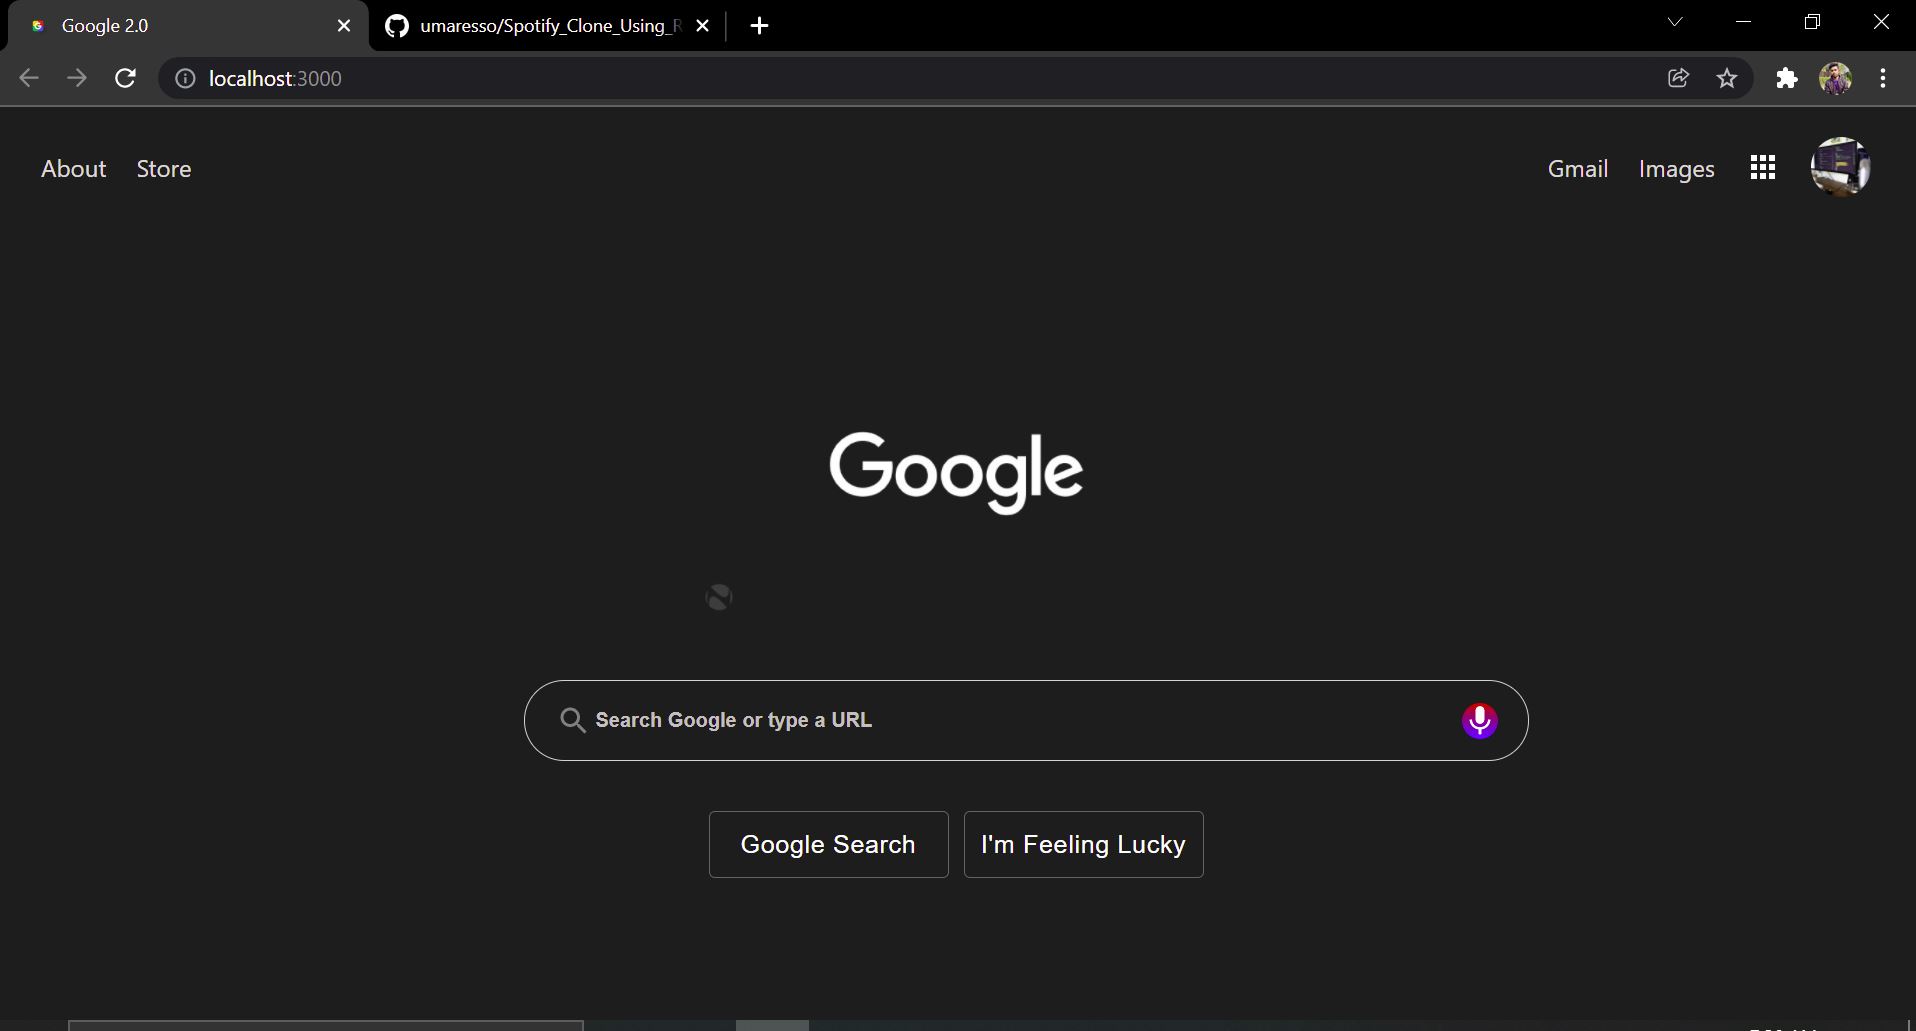 Google 2.0
umaresso/Spotify_Clone_Using_R
localhost:3000
About Store
Gmail Images
Google
Search Google or type a URL
Google Search
I'm Feeling Lucky